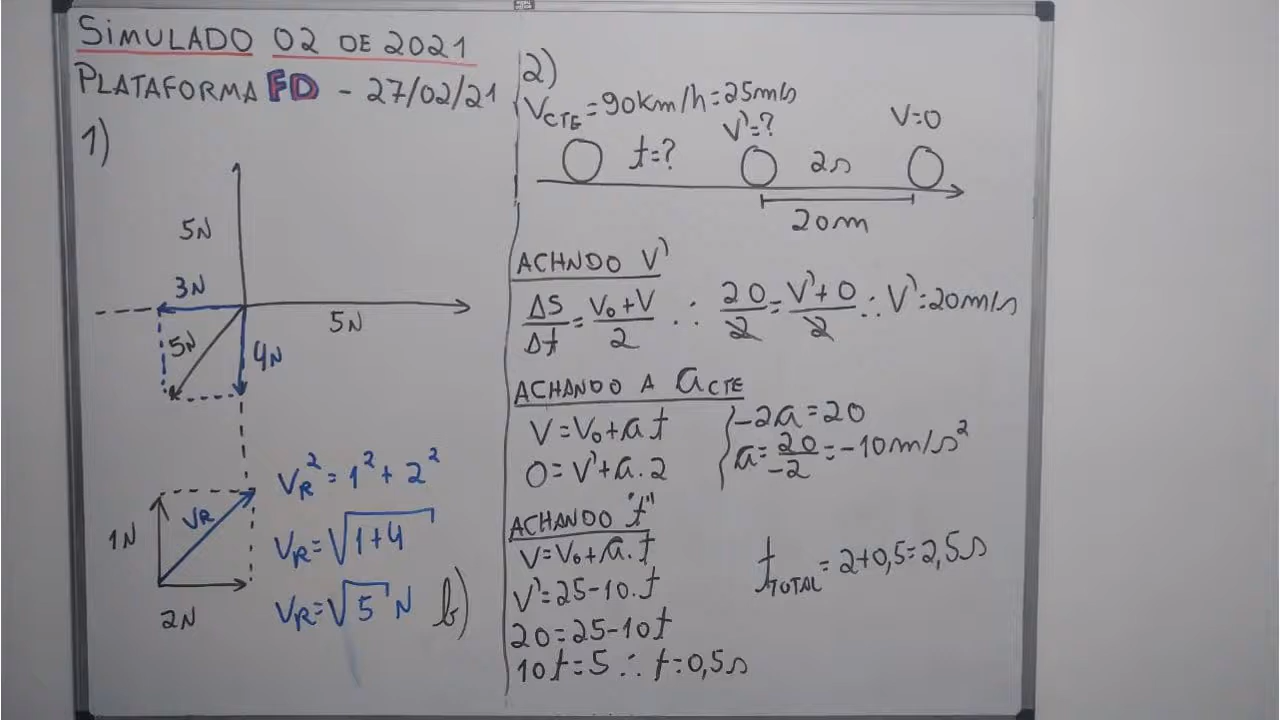 SIMULADO 02 DE 2021
PLATAFORMA FD - 27/02/21
1)
5N
3N
5N
5N
4N
1N
VR
2N
VR² = 1² + 2²
VR = √1+4
VR = √5 N b)
2)
VCTE = 90km/h = 25m/s
t=? V'=? 2s V=0
20m
ACHNDO V'
ΔS/Δt = V₀+V/2 ∴ 20/2 = V'+0/2 ∴ V'=20m/s
ACHANDO A aCTE
V=V₀+at
0=V'+a.2
-2a=20
a=20/-2=-10m/s²
ACHANDO "t"
V=V₀+a.t
V'=25-10.t
20=25-10t
10t=5 ∴ t=0,5s
tTOTAL = 2+0,5=2,5s